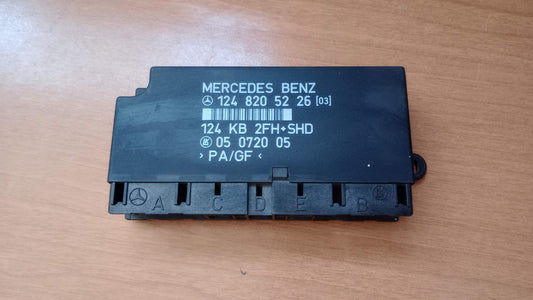 MERCEDES BENZ
124 820 52 26 [03]
124 KB 2FH+SHD
05 0720 05
> PA/GF <
A C D E B